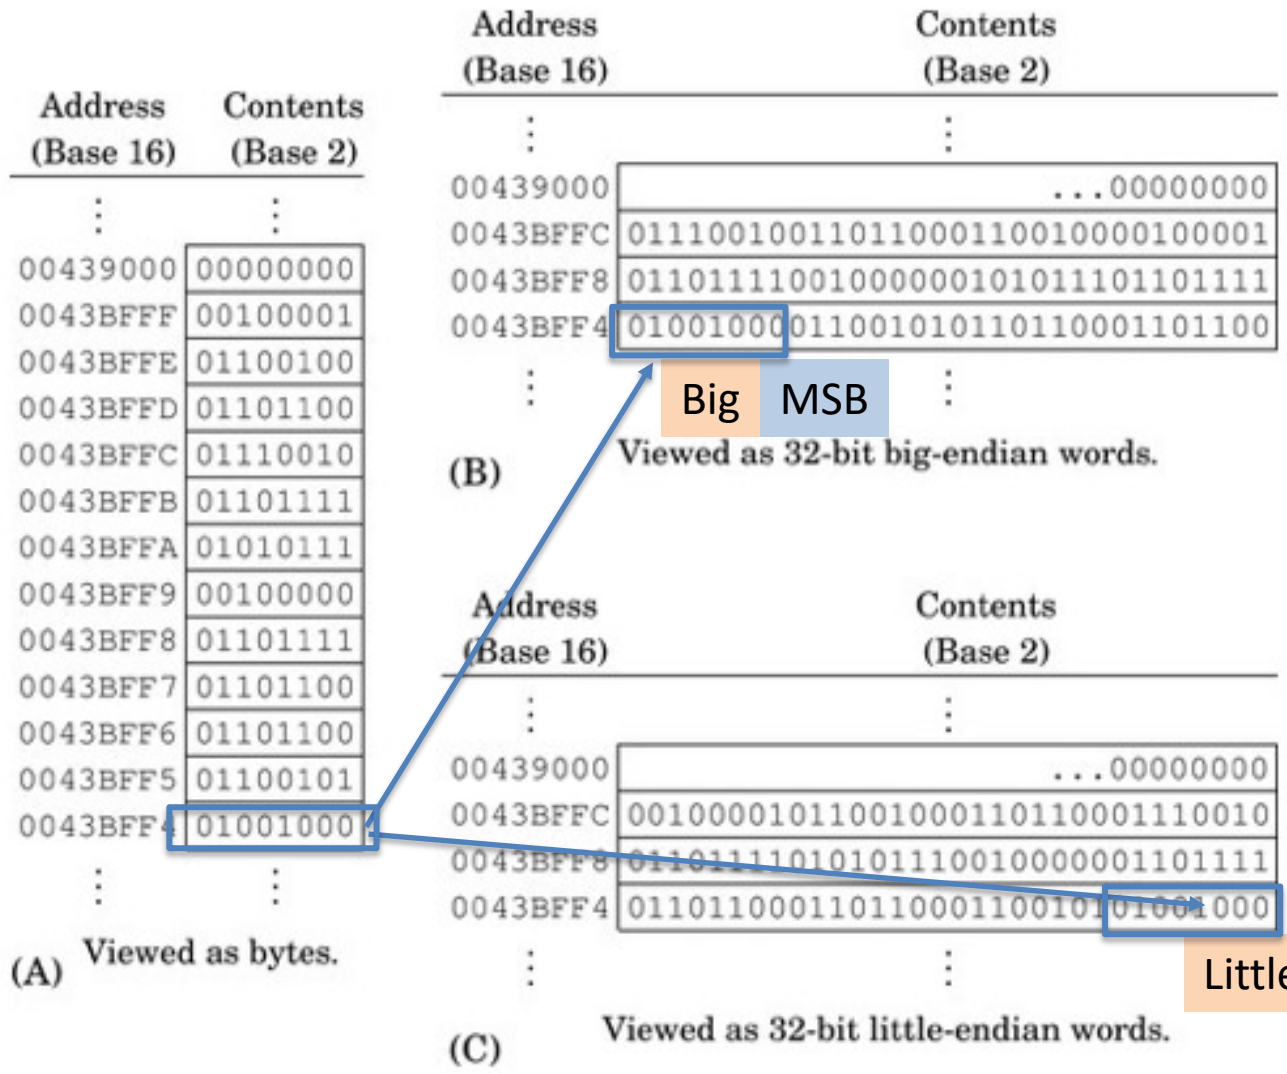 Address Contents
(Base 16) (Base 2)
⋮ ⋮
00439000 00000000
0043BFFF 00100001
0043BFFE 01100100
0043BFFD 01101100
0043BFFC 01110010
0043BFFB 01101111
0043BFFA 01010111
0043BFF9 00100000
0043BFF8 01101111
0043BFF7 01101100
0043BFF6 01101100
0043BFF5 01100101
0043BFF4 01001000
⋮ ⋮
(A) Viewed as bytes.
Address Contents
(Base 16) (Base 2)
⋮ ⋮
00439000 ...00000000
0043BFFC 01110010011011000110010000100001
0043BFF8 01101111001000000101011101101111
0043BFF4 01001000011001010110110001101100
⋮ ⋮
Big MSB
(B) Viewed as 32-bit big-endian words.
Address Contents
(Base 16) (Base 2)
⋮ ⋮
00439000 ...00000000
0043BFFC 00100001011001000110110001110010
0043BFF8 01101111010101110010000001101111
0043BFF4 01101100011011000110010101001000
⋮ ⋮
Little
(C) Viewed as 32-bit little-endian words.